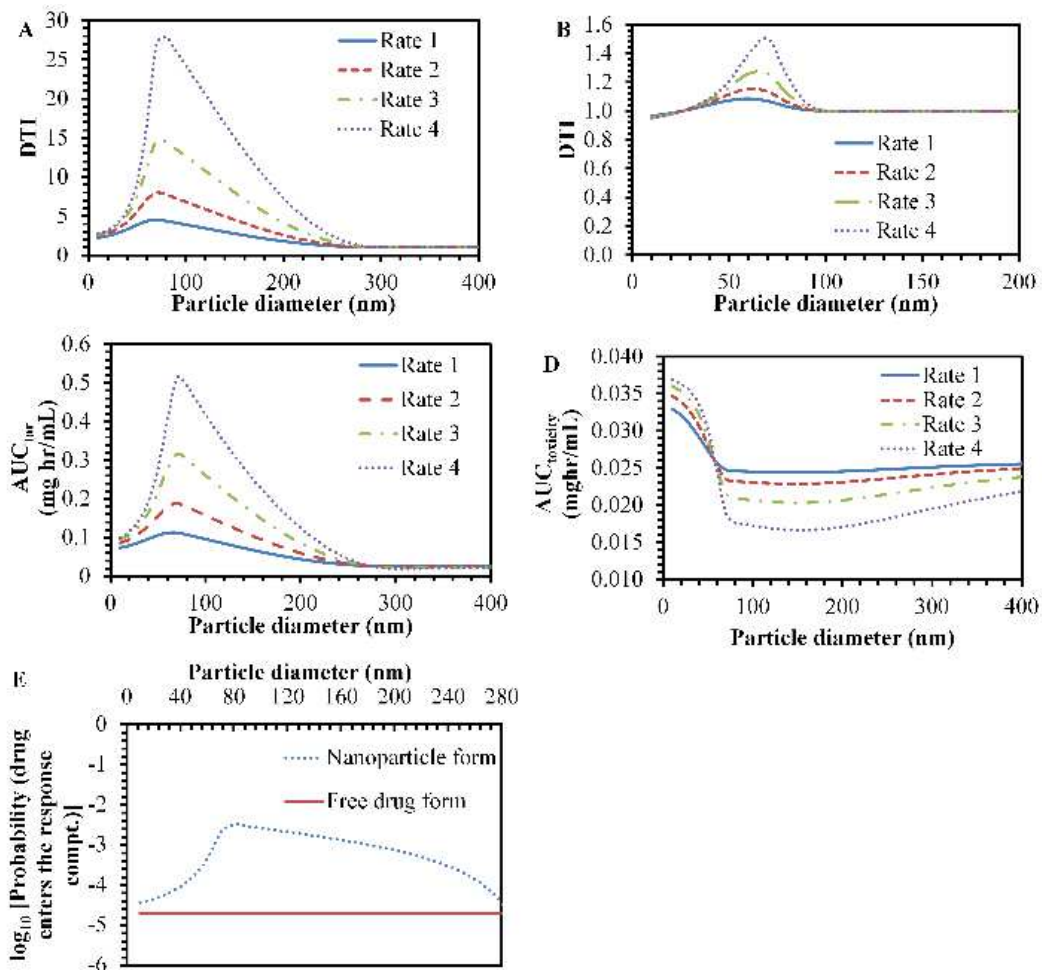 A
DTI
30
25
20
15
10
5
0
Rate 1
Rate 2
Rate 3
Rate 4
0 100 200 300 400
Particle diameter (nm)
B
DTI
1.6
1.4
1.2
1.0
0.8
0.6
0.4
0.2
0.0
Rate 1
Rate 2
Rate 3
Rate 4
0 50 100 150 200
Particle diameter (nm)
AUCtar
(mg hr/mL)
0.6
0.5
0.4
0.3
0.2
0.1
0
Rate 1
Rate 2
Rate 3
Rate 4
0 100 200 300 400
Particle diameter (nm)
D
AUCtoxicity
(mghr/mL)
0.040
0.035
0.030
0.025
0.020
0.015
0.010
Rate 1
Rate 2
Rate 3
Rate 4
0 100 200 300 400
Particle diameter (nm)
E
Particle diameter (nm)
0 40 80 120 160 200 240 280
log10 [Probability (drug
enters the response
compt.)]
0
-1
-2
-3
-4
-5
-6
Nanoparticle form
Free drug form